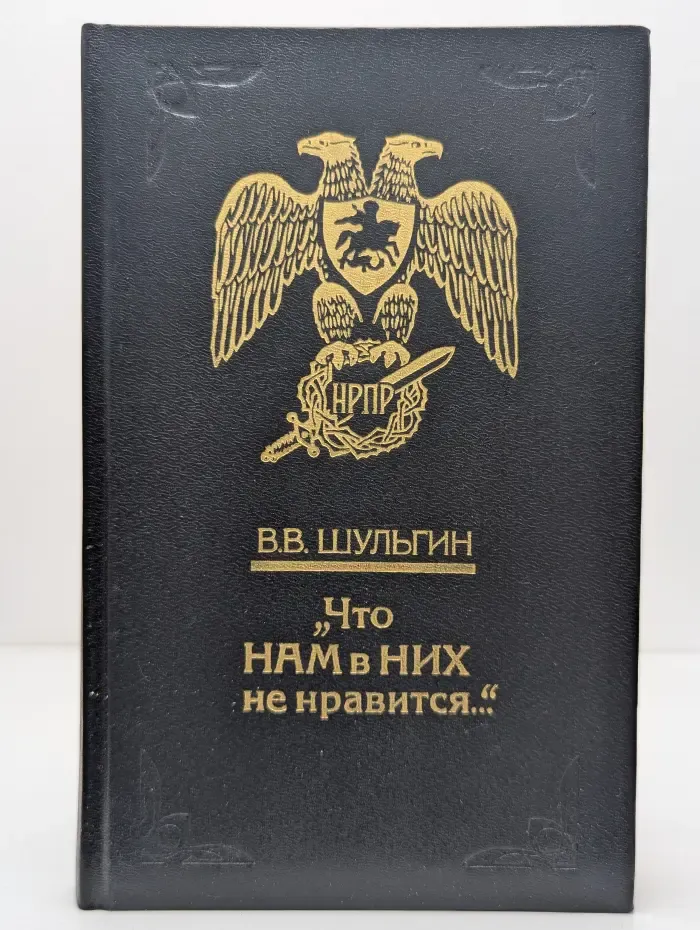 НРПР
В.В. ШУЛЬГИН
„Что
НАМ в НИХ
не нравится..."